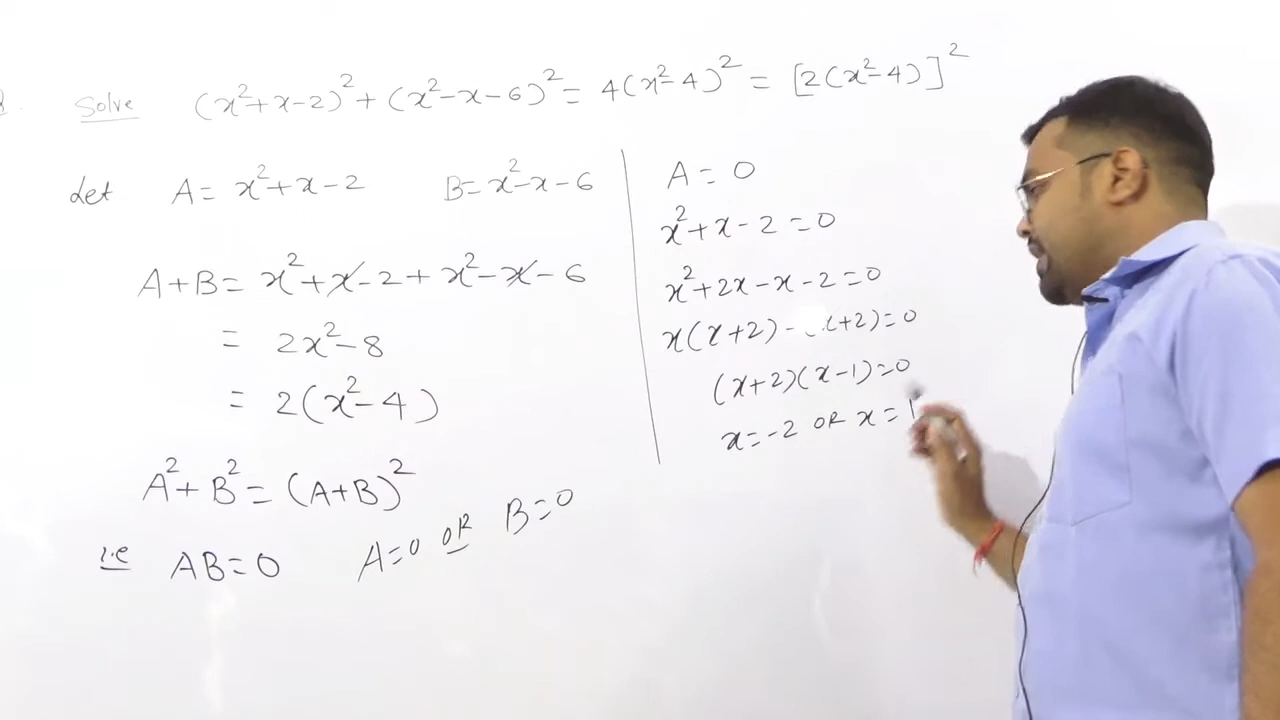 Solve (x²+x-2)²+(x²-x-6)²=4(x²-4)²=[2(x²-4)]²
Let A=x²+x-2 B=x²-x-6
A+B=x²+x-2+x²-x-6
= 2x²-8
= 2(x²-4)
A²+B²=(A+B)²
i.e AB=0 A=0 OR B=0
A=0
x²+x-2=0
x²+2x-x-2=0
x(x+2)- x+2)=0
(x+2)(x-1)=0
x=-2 OR x=1